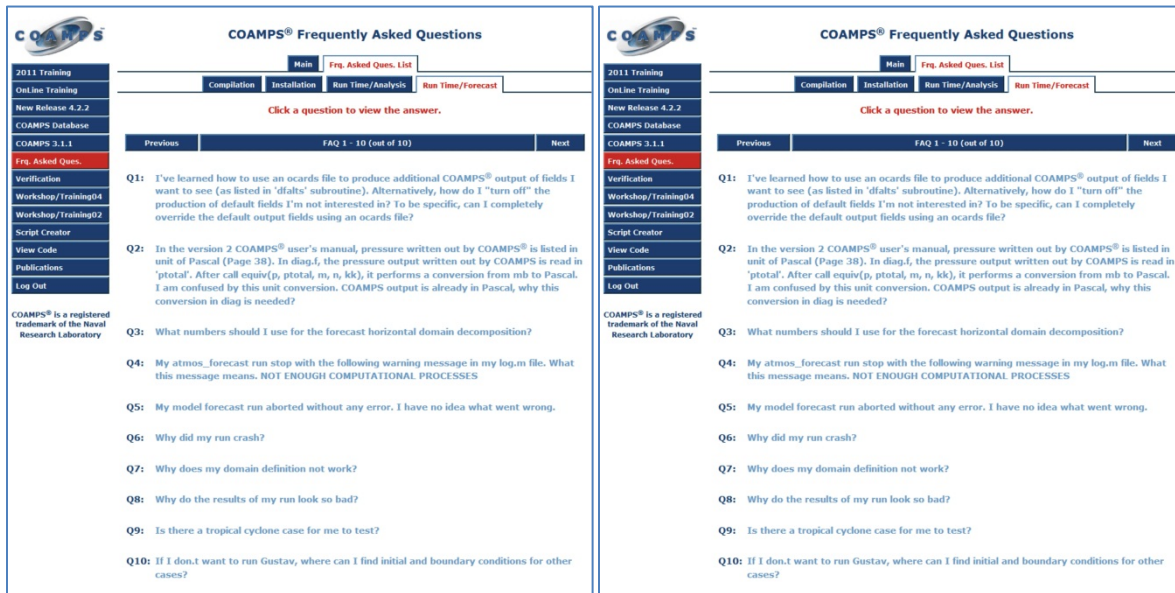 COAMPS
COAMPS® Frequently Asked Questions
Main
Frq. Asked Ques. List
Compilation
Installation
Run Time/Analysis
Run Time/Forecast
Click a question to view the answer.
2011 Training
OnLine Training
New Release 4.2.2
COAMPS Database
COAMPS 3.1.1
Frq. Asked Ques.
Verification
Workshop/Training04
Workshop/Training02
Script Creator
View Code
Publications
Log Out
COAMPS® is a registered
trademark of the Naval
Research Laboratory
Previous
FAQ 1 - 10 (out of 10)
Next
Q1: I've learned how to use an ocards file to produce additional COAMPS® output of fields I
want to see (as listed in 'dfalts' subroutine). Alternatively, how do I "turn off" the
production of default fields I'm not interested in? To be specific, can I completely
override the default output fields using an ocards file?
Q2: In the version 2 COAMPS® user's manual, pressure written out by COAMPS® is listed in
unit of Pascal (Page 38). In diag.f, the pressure output written out by COAMPS is read in
'ptotal'. After call equiv(p, ptotal, m, n, kk), it performs a conversion from mb to Pascal.
I am confused by this unit conversion. COAMPS output is already in Pascal, why this
conversion in diag is needed?
Q3: What numbers should I use for the forecast horizontal domain decomposition?
Q4: My atmos_forecast run stop with the following warning message in my log.m file. What
this message means. NOT ENOUGH COMPUTATIONAL PROCESSES
Q5: My model forecast run aborted without any error. I have no idea what went wrong.
Q6: Why did my run crash?
Q7: Why does my domain definition not work?
Q8: Why do the results of my run look so bad?
Q9: Is there a tropical cyclone case for me to test?
Q10: If I don.t want to run Gustav, where can I find initial and boundary conditions for other
cases?
COAMPS
COAMPS® Frequently Asked Questions
Main
Frq. Asked Ques. List
Compilation
Installation
Run Time/Analysis
Run Time/Forecast
Click a question to view the answer.
2011 Training
OnLine Training
New Release 4.2.2
COAMPS Database
COAMPS 3.1.1
Frq. Asked Ques.
Verification
Workshop/Training04
Workshop/Training02
Script Creator
View Code
Publications
Log Out
COAMPS® is a registered
trademark of the Naval
Research Laboratory
Previous
FAQ 1 - 10 (out of 10)
Next
Q1: I've learned how to use an ocards file to produce additional COAMPS® output of fields I
want to see (as listed in 'dfalts' subroutine). Alternatively, how do I "turn off" the
production of default fields I'm not interested in? To be specific, can I completely
override the default output fields using an ocards file?
Q2: In the version 2 COAMPS® user's manual, pressure written out by COAMPS® is listed in
unit of Pascal (Page 38). In diag.f, the pressure output written out by COAMPS is read in
'ptotal'. After call equiv(p, ptotal, m, n, kk), it performs a conversion from mb to Pascal.
I am confused by this unit conversion. COAMPS output is already in Pascal, why this
conversion in diag is needed?
Q3: What numbers should I use for the forecast horizontal domain decomposition?
Q4: My atmos_forecast run stop with the following warning message in my log.m file. What
this message means. NOT ENOUGH COMPUTATIONAL PROCESSES
Q5: My model forecast run aborted without any error. I have no idea what went wrong.
Q6: Why did my run crash?
Q7: Why does my domain definition not work?
Q8: Why do the results of my run look so bad?
Q9: Is there a tropical cyclone case for me to test?
Q10: If I don.t want to run Gustav, where can I find initial and boundary conditions for other
cases?